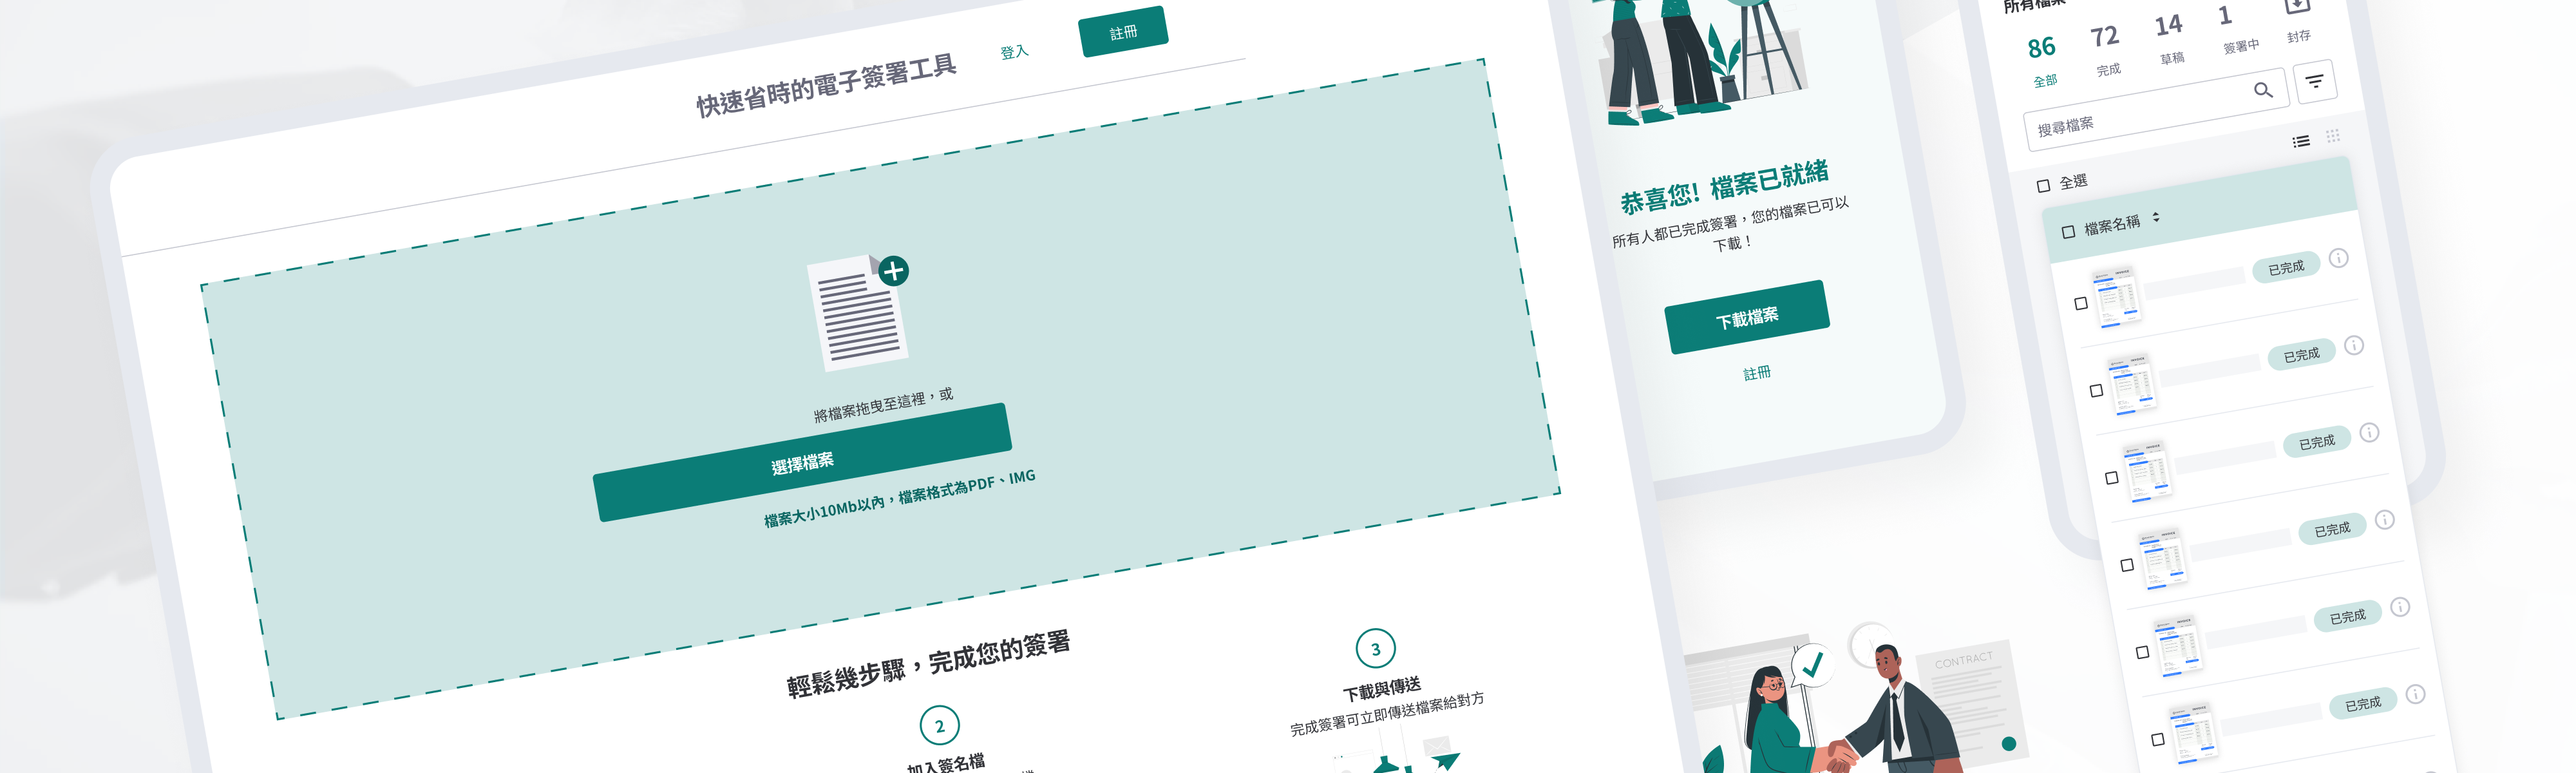 快速省時的電子簽署工具
登入
註冊
將檔案拖曳至這裡，或
選擇檔案
檔案大小10Mb以內，檔案格式為PDF、IMG
輕鬆幾步驟，完成您的簽署
2
加入簽名檔
3
下載與傳送
完成簽署可立即傳送檔案給對方
恭喜您! 檔案已就緒
所有人都已完成簽署，您的檔案已可以
下載！
下載檔案
註冊
CONTRACT
所有檔案
86
全部
72
完成
14
草稿
1
簽署中
封存
搜尋檔案
全選
檔案名稱
已完成
已完成
已完成
已完成
已完成
已完成